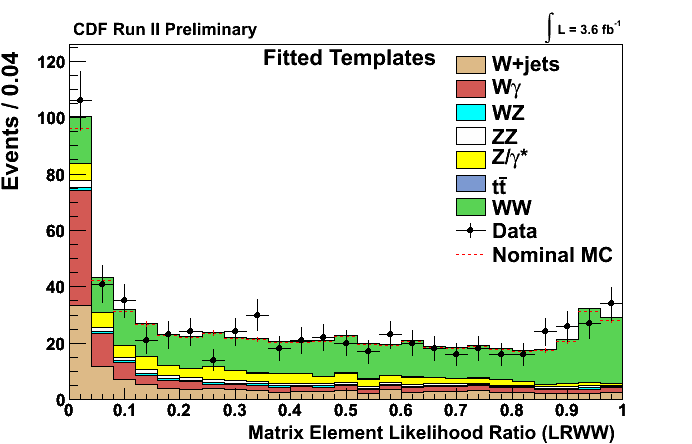 CDF Run II Preliminary
∫ L = 3.6 fb⁻¹
Fitted Templates
Events / 0.04
120
100
80
60
40
20
0
W+jets
Wγ
WZ
ZZ
Z/γ*
tt̄
WW
Data
Nominal MC
0 0.1 0.2 0.3 0.4 0.5 0.6 0.7 0.8 0.9 1
Matrix Element Likelihood Ratio (LRWW)